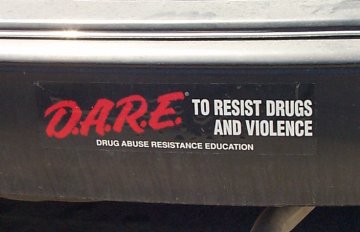 D.A.R.E.® TO RESIST DRUGS
AND VIOLENCE
DRUG ABUSE RESISTANCE EDUCATION